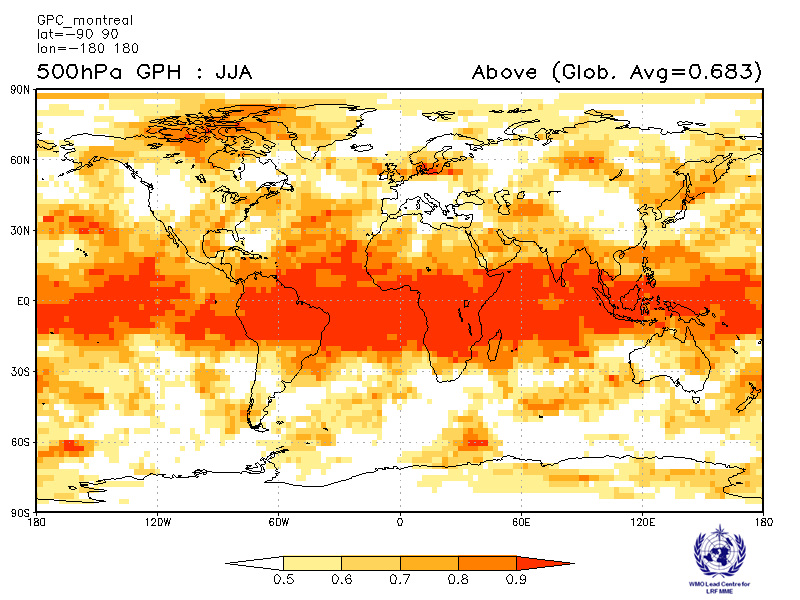 GPC_montreal
lat=−90 90
lon=−180 180
500hPa GPH : JJA
Above (Glob. Avg=0.683)
90N
60N
30N
EQ
30S
60S
90S
180 120W 60W 0 60E 120E 180
0.5 0.6 0.7 0.8 0.9
WMO Lead Centre for
LRF MME